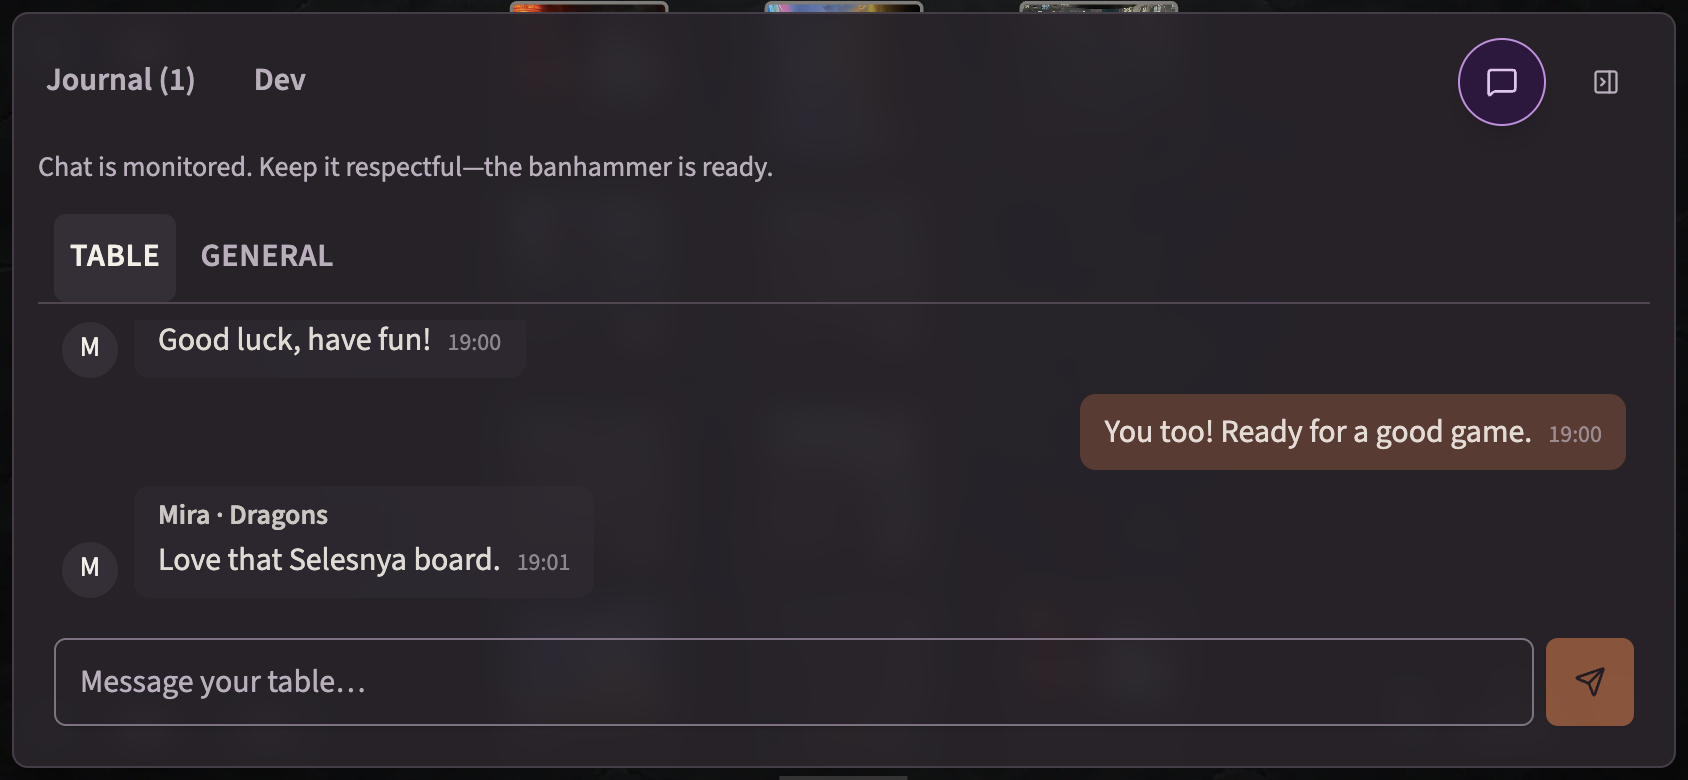 Journal (1) Dev
Chat is monitored. Keep it respectful—the banhammer is ready.
TABLE GENERAL
M Good luck, have fun! 19:00
You too! Ready for a good game. 19:00
Mira · Dragons
M Love that Selesnya board. 19:01
Message your table…